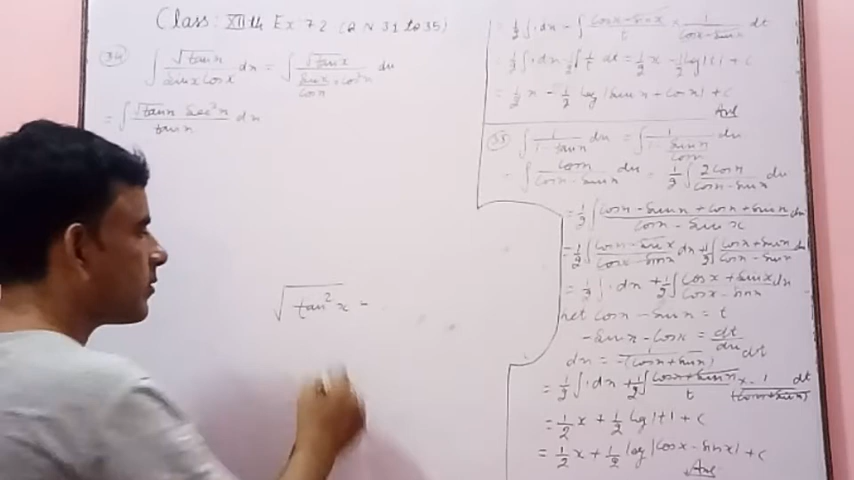 Class: XIIth Ex 7.2 (Q N 31 to 35)
(34) ∫ √tanx / sinx cosx dx = ∫ √tanx / (sinx/cosx × cos²x) dx
= ∫ √tanx sec²x / tanx dx
√tan²x =
= 1/2 ∫1·dx - ∫ (cosx-sinx)/t × 1/(cosx-sinx) dt
= 1/2 ∫1·dx - 1/2 ∫ 1/t dt = 1/2 x - 1/2 log|t| + c
= 1/2 x - 1/2 log|sinx + cosx| + c
Ans
∫ 1/(1-tanx) dx = ∫ 1/(1 - sinx/cosx) dx
= ∫ cosx/(cosx-sinx) dx = 1/2 ∫ 2cosx/(cosx-sinx) dx
= 1/2 ∫ (cosx-sinx+cosx+sinx)/(cosx-sinx) dx
= 1/2 ∫ (cosx-sinx)/(cosx-sinx) dx + 1/2 ∫ (cosx+sinx)/(cosx-sinx) dx
= 1/2 ∫1·dx + 1/2 ∫ (cosx+sinx)/(cosx-sinx) dx
Let cosx - sinx = t
-sinx - cosx = dt/dx
dx = 1/-(cosx+sinx) dt
= 1/2 ∫1·dx + 1/2 ∫ (cosx+sinx)/t × -1/(cosx+sinx) dt
= 1/2 x + 1/2 log|t| + c
= 1/2 x + 1/2 log|cosx - sinx| + c
Ans